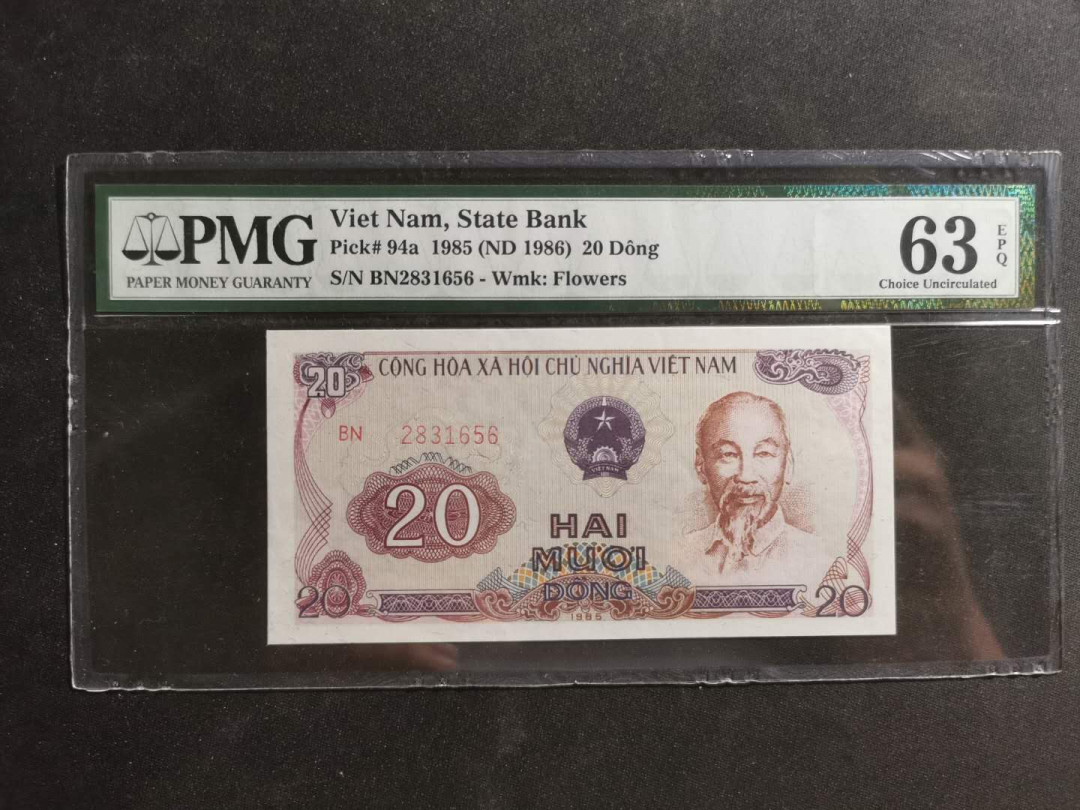 PMG
PAPER MONEY GUARANTY
Viet Nam, State Bank
Pick# 94a 1985 (ND 1986) 20 Dông
S/N BN2831656 - Wmk: Flowers
63
EPQ
Choice Uncirculated
20
CỘNG HÒA XÃ HỘI CHỦ NGHĨA VIỆT NAM
BN 2831656
VIỆT NAM
20
HAI
MƯƠI
ĐỒNG
1985
20
20